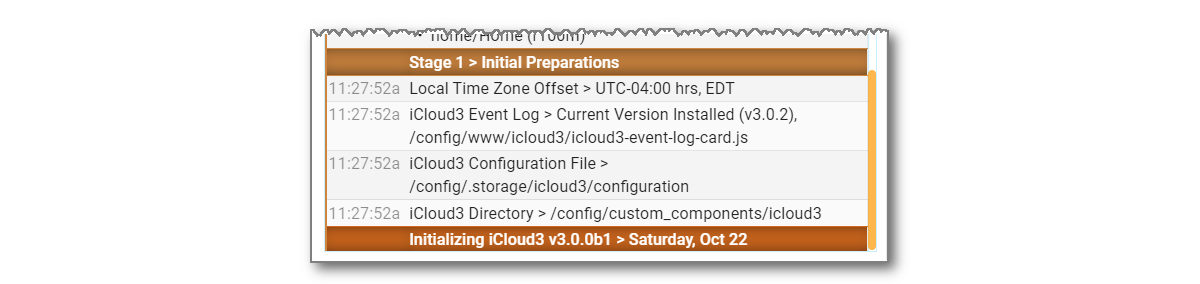 home/Home (r100m)
Stage 1 > Initial Preparations
11:27:52a Local Time Zone Offset > UTC-04:00 hrs, EDT
11:27:52a iCloud3 Event Log > Current Version Installed (v3.0.2),
/config/www/icloud3/icloud3-event-log-card.js
11:27:52a iCloud3 Configuration File >
/config/.storage/icloud3/configuration
11:27:52a iCloud3 Directory > /config/custom_components/icloud3
Initializing iCloud3 v3.0.0b1 > Saturday, Oct 22